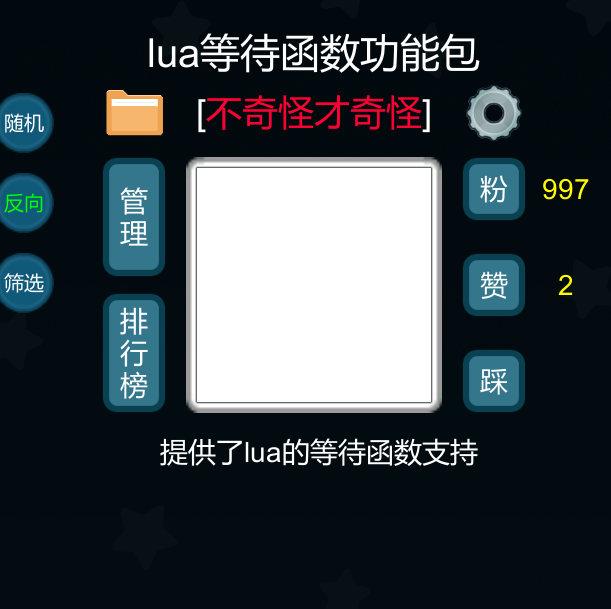 lua等待函数功能包
[不奇怪才奇怪]
随机
反向
筛选
管理
排行榜
粉 997
赞 2
踩
提供了lua的等待函数支持